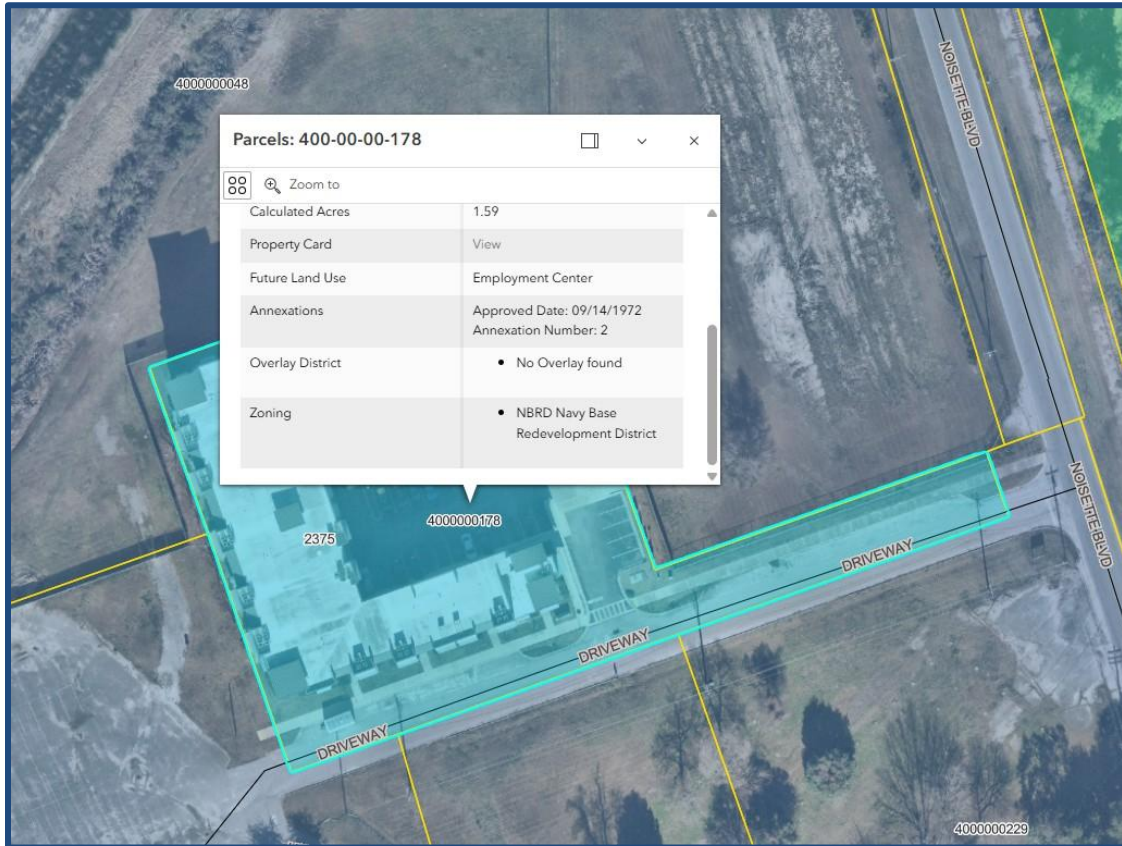 4000000048
NOISETTE BLVD
Parcels: 400-00-00-178
Zoom to
Calculated Acres 1.59
Property Card View
Future Land Use Employment Center
Annexations Approved Date: 09/14/1972
Annexation Number: 2
Overlay District • No Overlay found
Zoning • NBRD Navy Base
Redevelopment District
4000000178
2375
NOISETTE BLVD
DRIVEWAY
DRIVEWAY
DRIVEWAY
4000000229